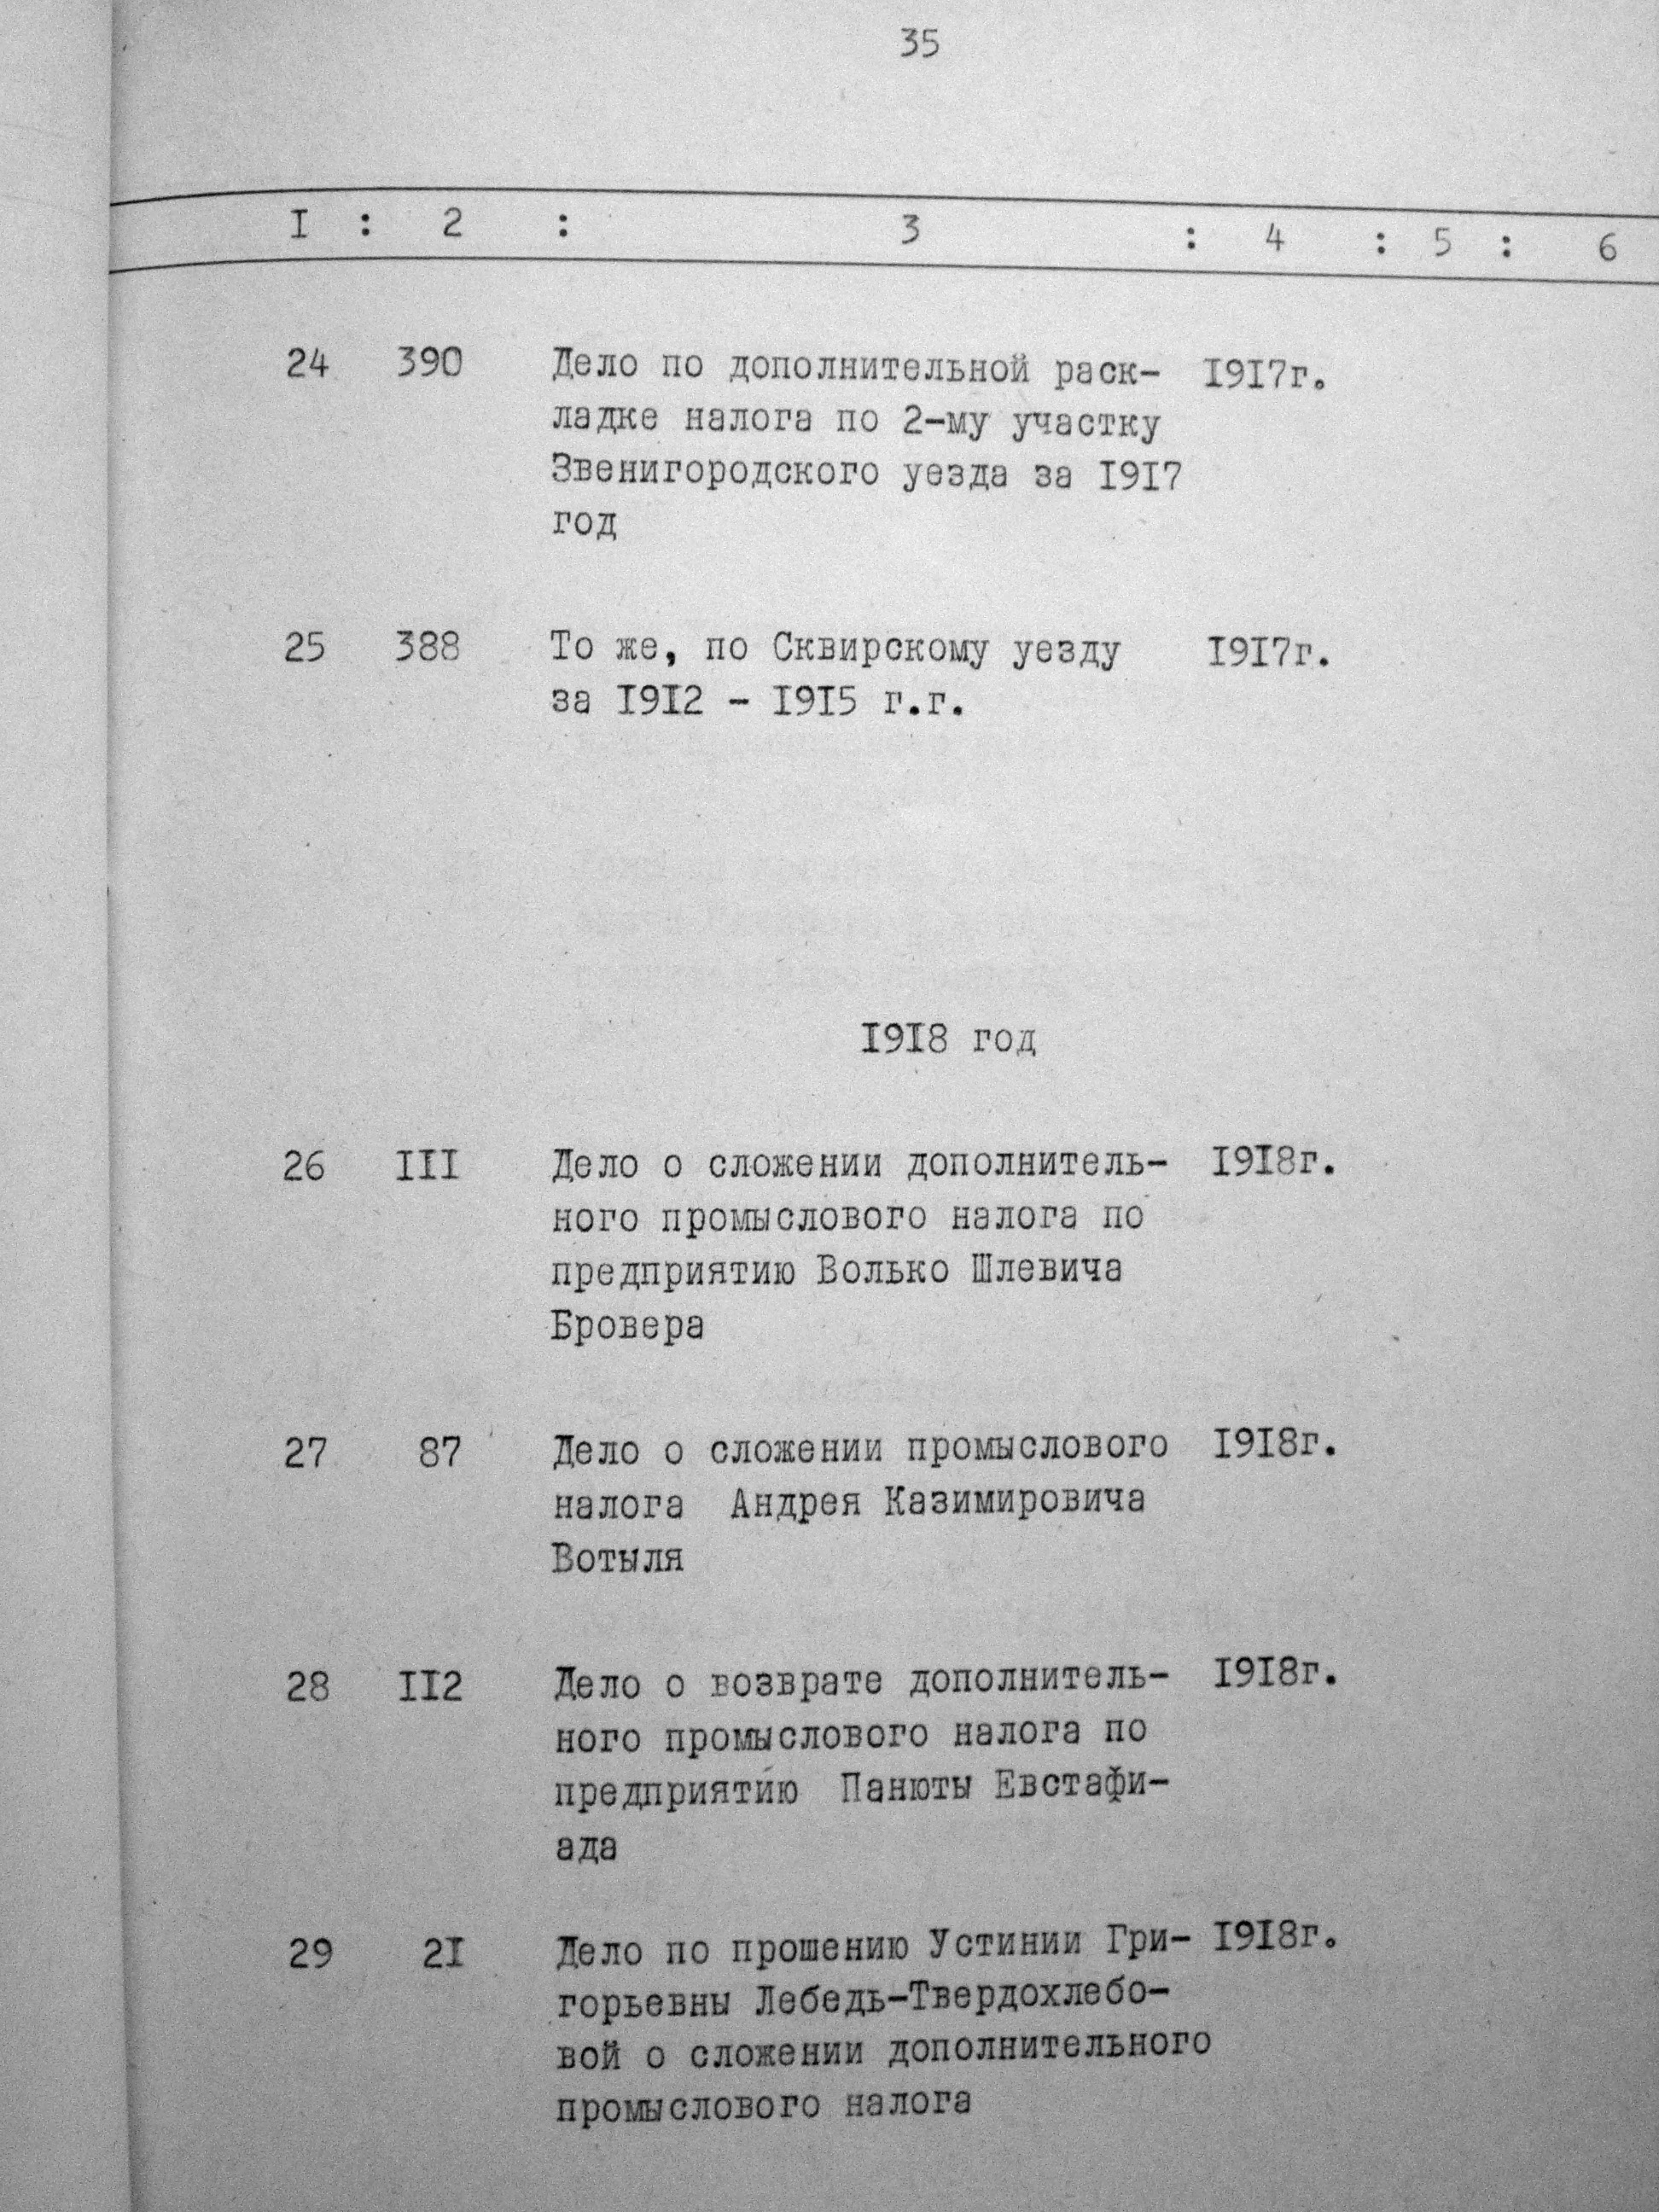 35
I : 2 : 3 : 4 : 5 : 6
24 390 Дело по дополнительной раск- I9I7г.
ладке налога по 2-му участку
Звенигородского уезда за I9I7
год
25 388 То же, по Сквирскому уезду I9I7г.
за I9I2 - I9I5 г.г.
I9I8 год
26 III Дело о сложении дополнитель- I9I8г.
ного промыслового налога по
предприятию Волько Шлевича
Бровера
27 87 Дело о сложении промыслового I9I8г.
налога Андрея Казимировича
Вотыля
28 II2 Дело о возврате дополнитель- I9I8г.
ного промыслового налога по
предприятию Панюты Евстафи-
ада
29 2I Дело по прошению Устинии Гри- I9I8г.
горьевны Лебедь-Твердохлебо-
вой о сложении дополнительного
промыслового налога